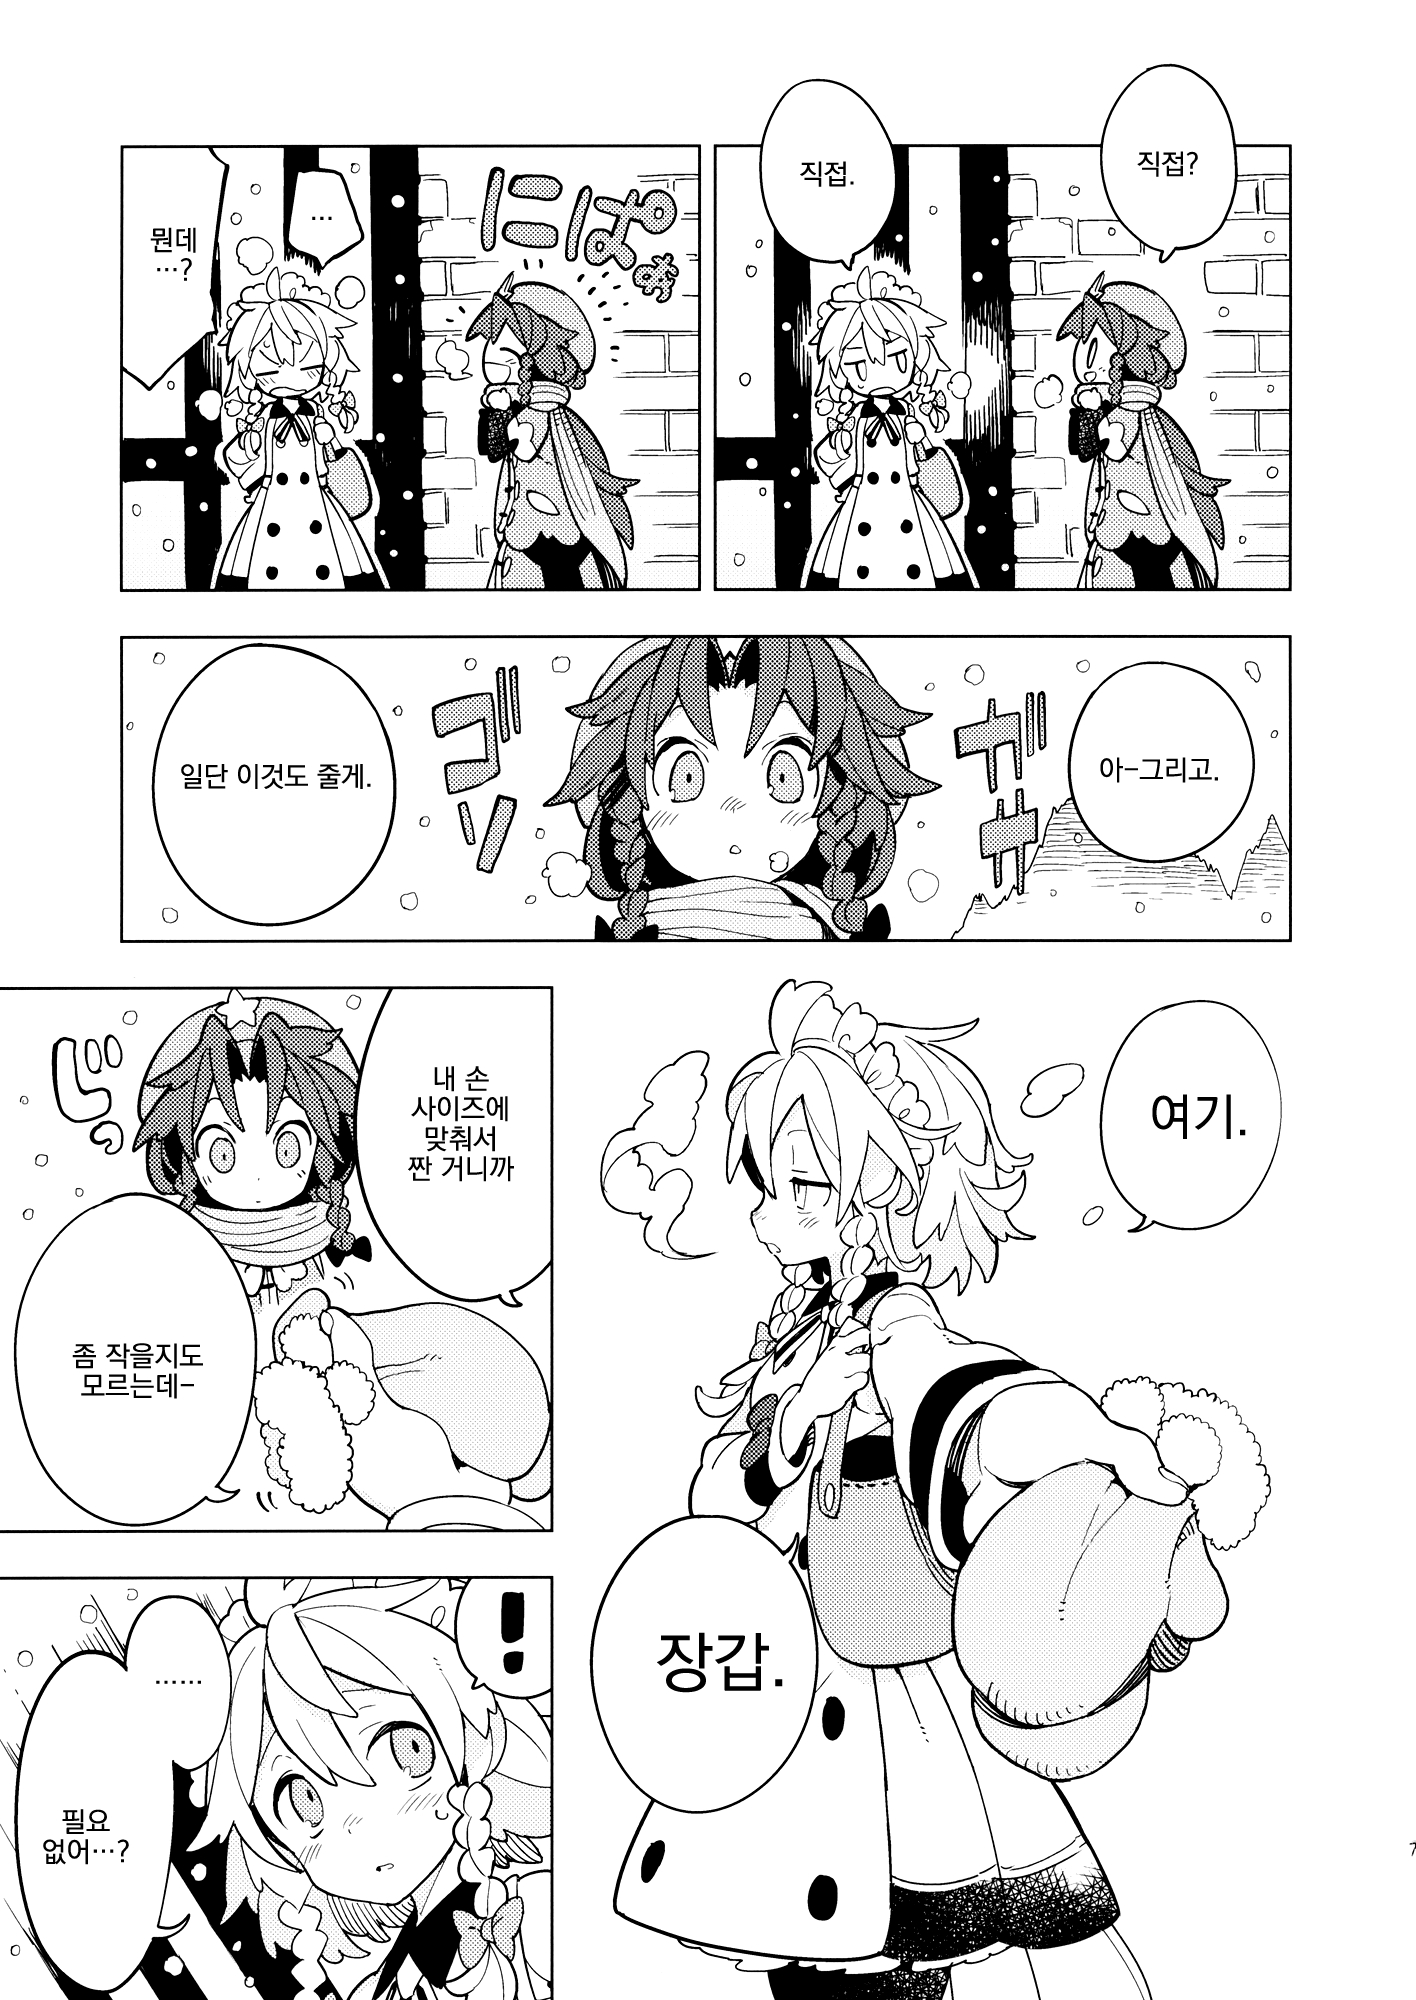 직접?
직접.
にぱぁ
…
뭔데
…?
아-그리고.
ガサ
ゴソ
일단 이것도 줄게.
여기.
장갑.
내 손
사이즈에
맞춰서
짠 거니까
じっ
좀 작을지도
모르는데-
!
……
필요
없어…?
7